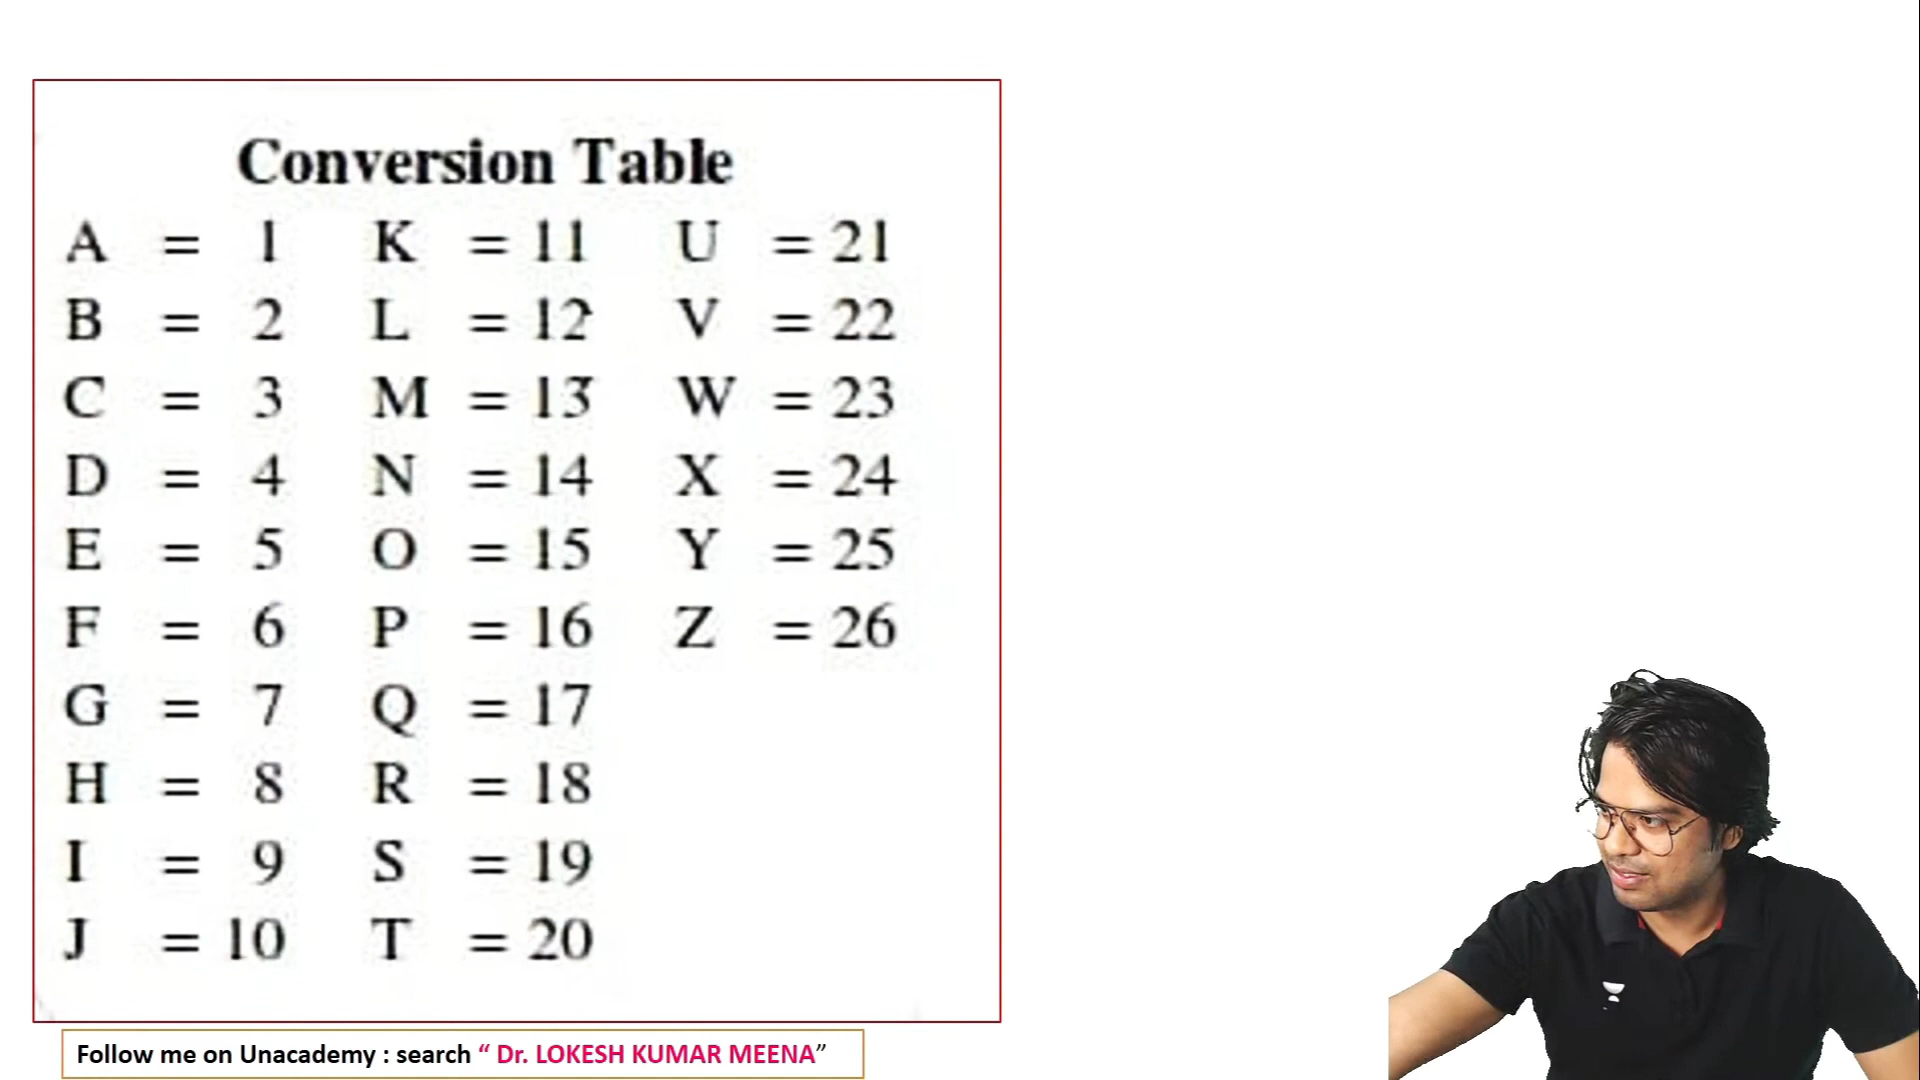 Conversion Table
A = 1 K = 11 U = 21
B = 2 L = 12 V = 22
C = 3 M = 13 W = 23
D = 4 N = 14 X = 24
E = 5 O = 15 Y = 25
F = 6 P = 16 Z = 26
G = 7 Q = 17
H = 8 R = 18
I = 9 S = 19
J = 10 T = 20
Follow me on Unacademy : search “ Dr. LOKESH KUMAR MEENA”